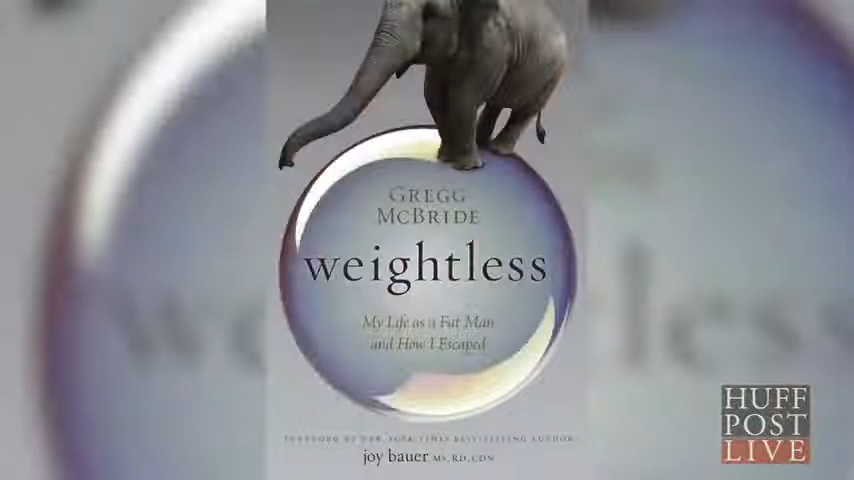 GREGG
MCBRIDE
weightless
My Life as a Fat Man
and How I Escaped
FOREWORD BY NEW YORK TIMES BESTSELLING AUTHOR
joy bauer MS, RD, CDN
HUFF
POST
LIVE